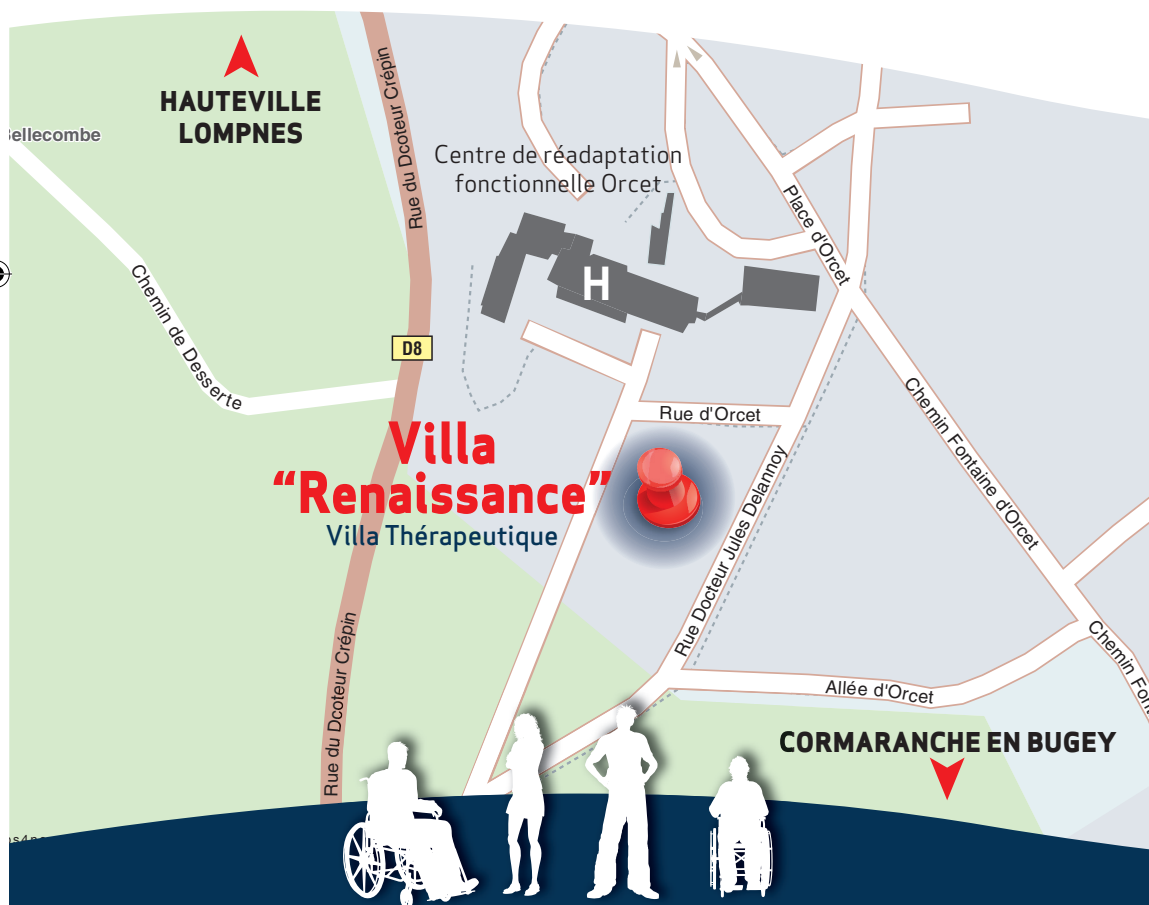 HAUTEVILLE
LOMPNES
Bellecombe
Rue du Dcoteur Crépin
Centre de réadaptation
fonctionnelle Orcet
Place d'Orcet
H
Chemin de Desserte
D8
Rue d'Orcet
Chemin Fontaine d'Orcet
Villa
“Renaissance”
Villa Thérapeutique
Rue Docteur Jules Delannoy
Rue du Dcoteur Crépin
Allée d'Orcet
Chemin Font
CORMARANCHE EN BUGEY